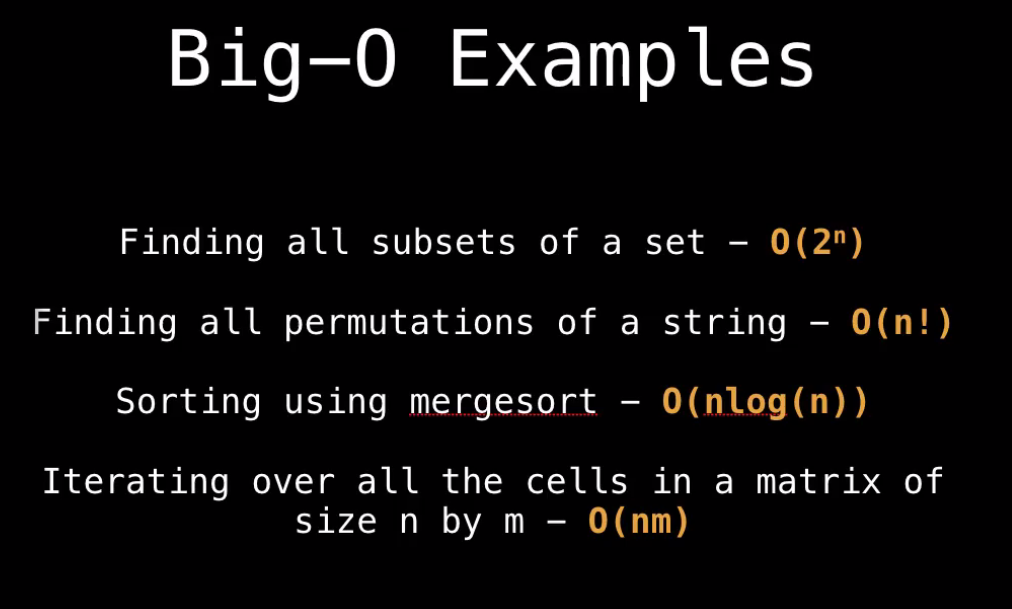 Big-O Examples
Finding all subsets of a set - O(2ⁿ)
Finding all permutations of a string - O(n!)
Sorting using mergesort - O(nlog(n))
Iterating over all the cells in a matrix of
size n by m - O(nm)